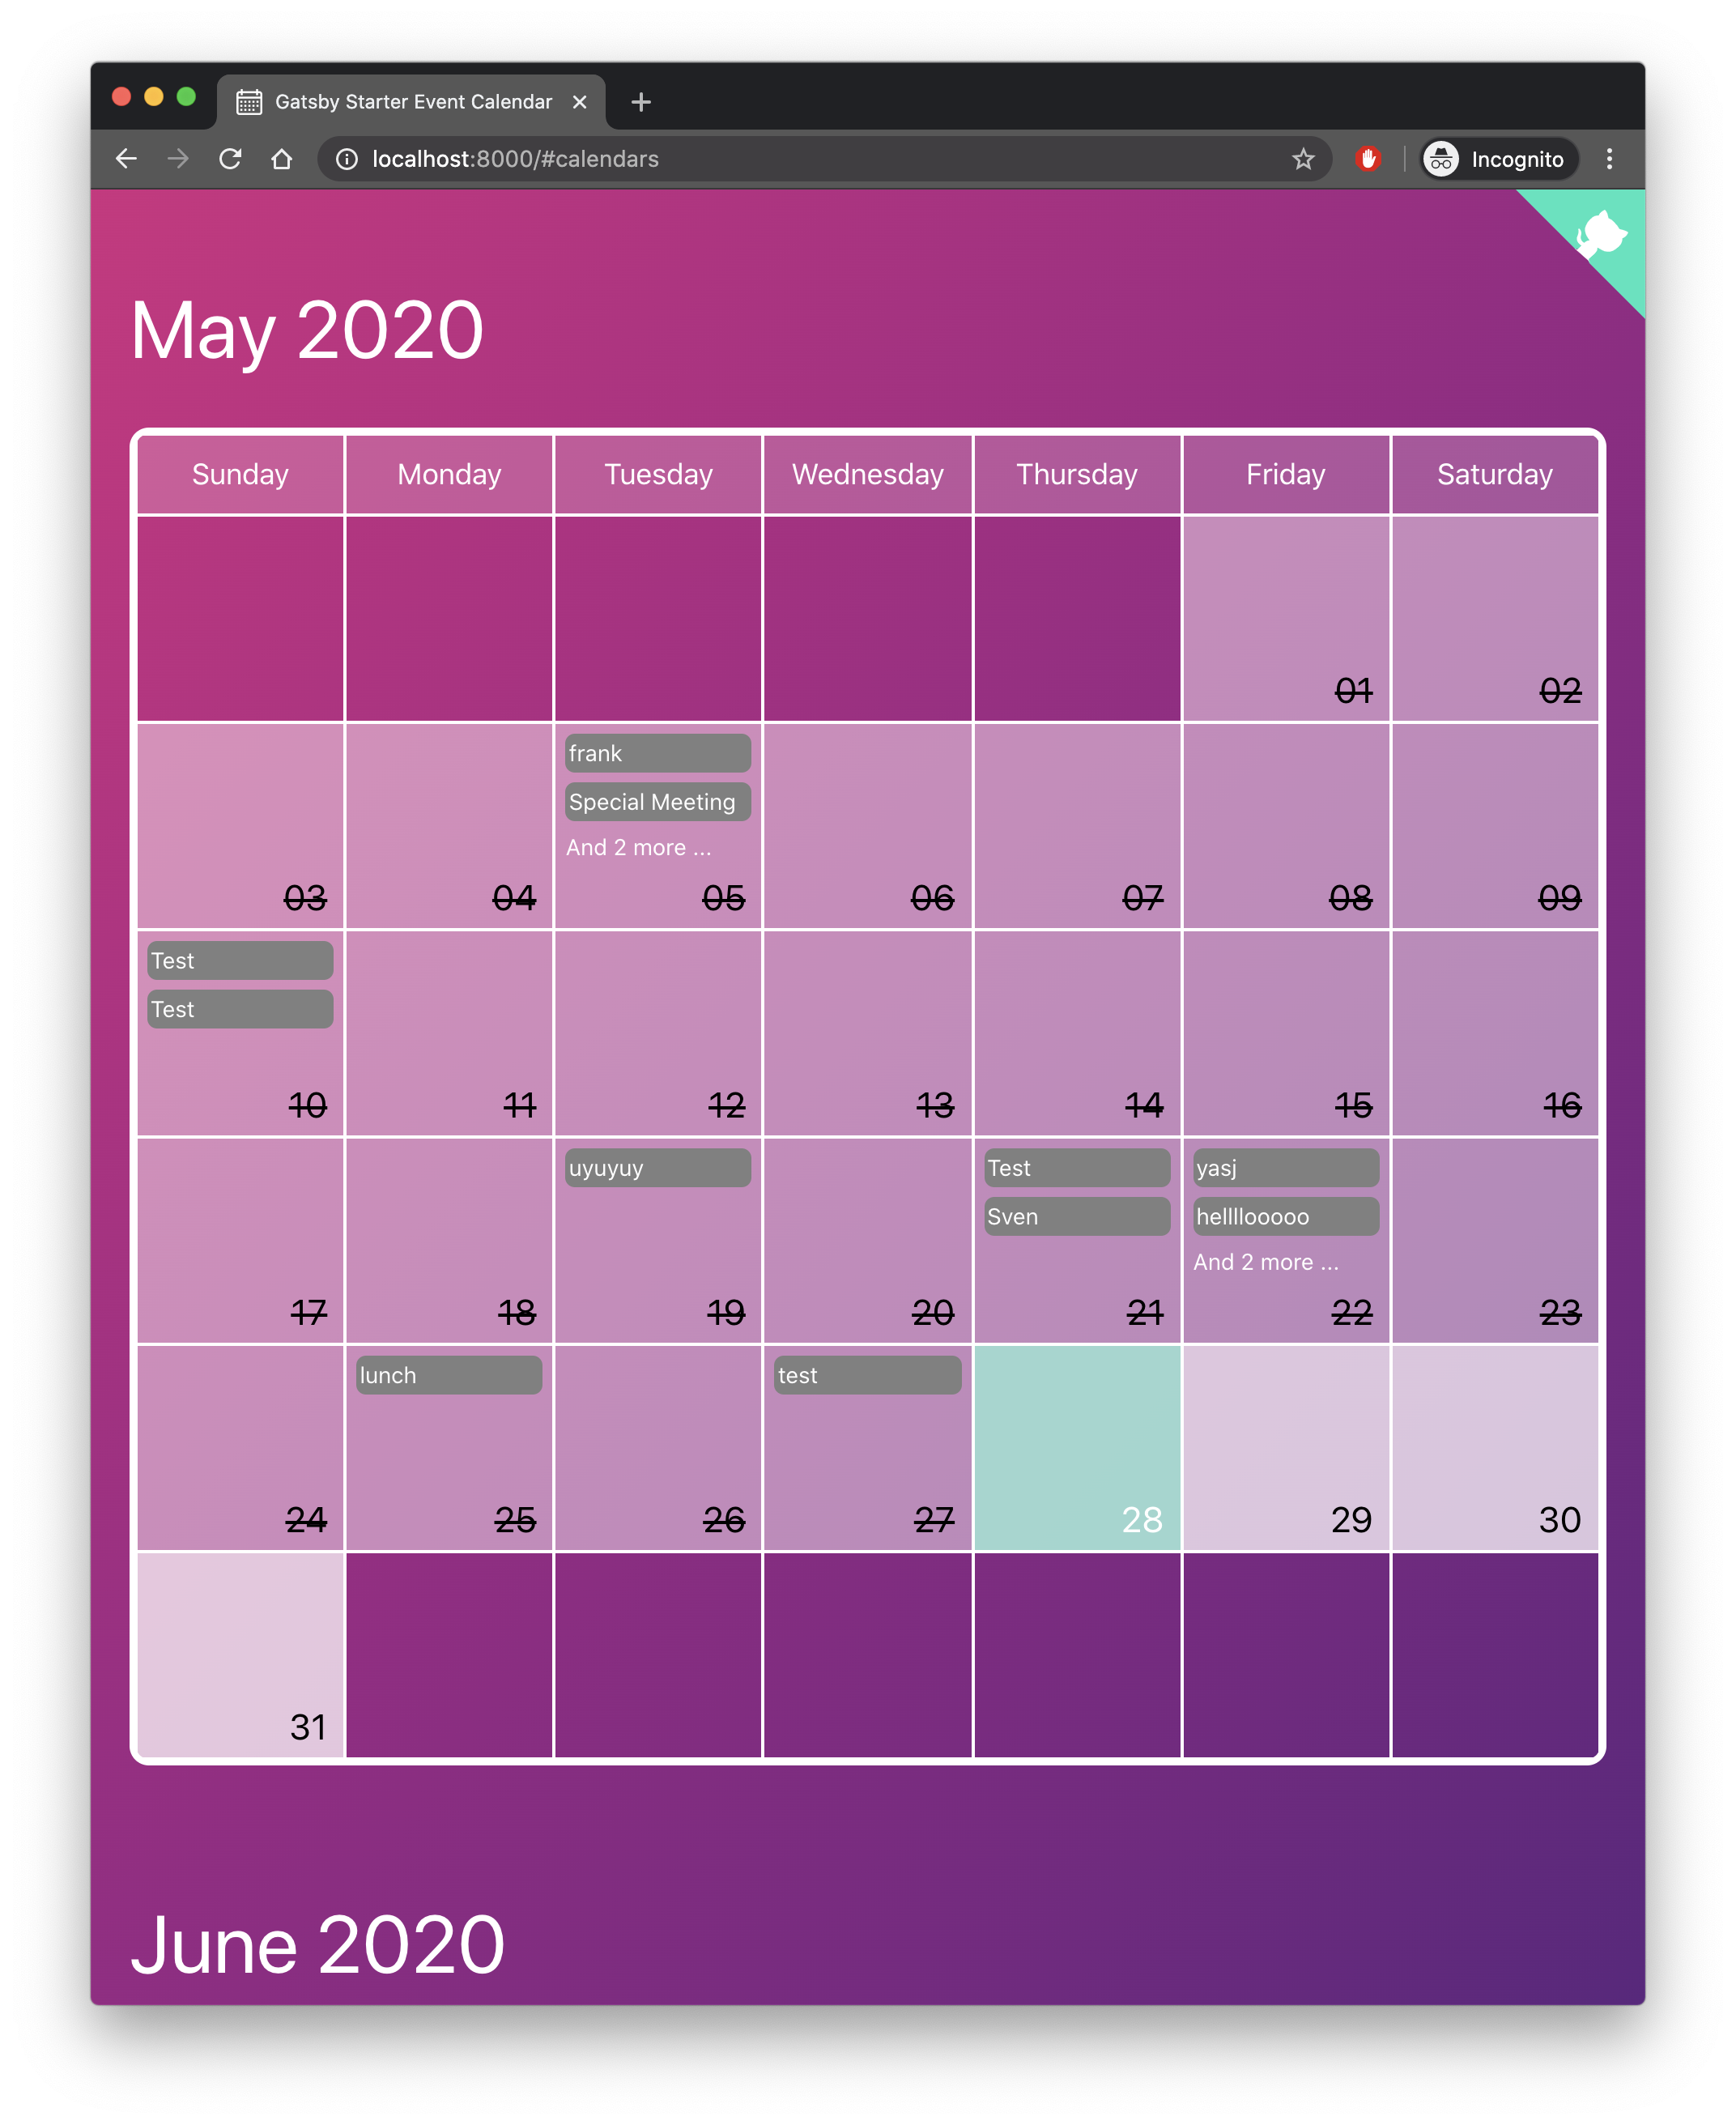 Gatsby Starter Event Calendar
localhost:8000/#calendars
Incognito
May 2020
Sunday Monday Tuesday Wednesday Thursday Friday Saturday
01 02
frank
Special Meeting
And 2 more ...
03 04 05 06 07 08 09
Test
Test
10 11 12 13 14 15 16
uyuyuy Test yasj
Sven hellllooooo
And 2 more ...
17 18 19 20 21 22 23
lunch test
24 25 26 27 28 29 30
31
June 2020